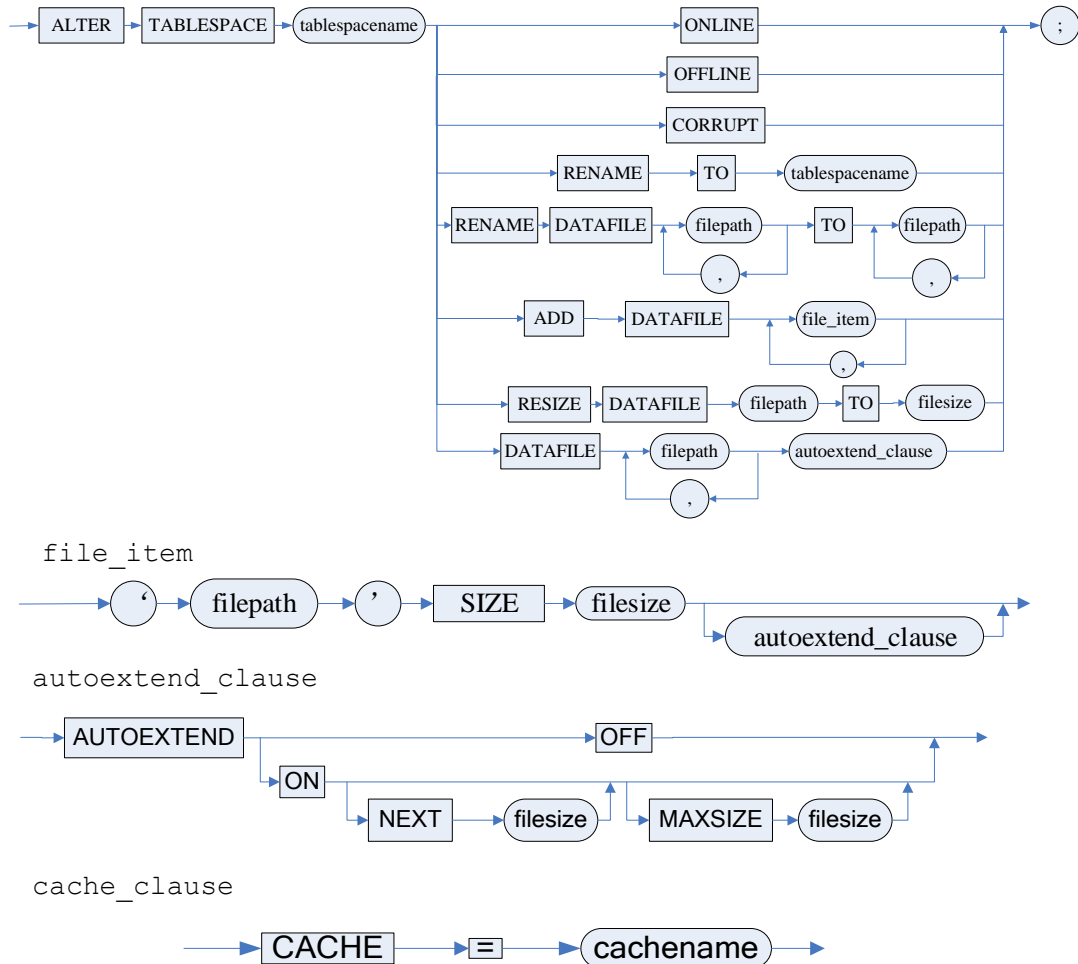 ALTER TABLESPACE tablespacename ONLINE ;
OFFLINE
CORRUPT
RENAME TO tablespacename
RENAME DATAFILE filepath TO filepath
, ,
ADD DATAFILE file_item
,
RESIZE DATAFILE filepath TO filesize
DATAFILE filepath autoextend_clause
,
file_item
‘ filepath ’ SIZE filesize
autoextend_clause
autoextend_clause
AUTOEXTEND OFF
ON
NEXT filesize MAXSIZE filesize
cache_clause
CACHE = cachename